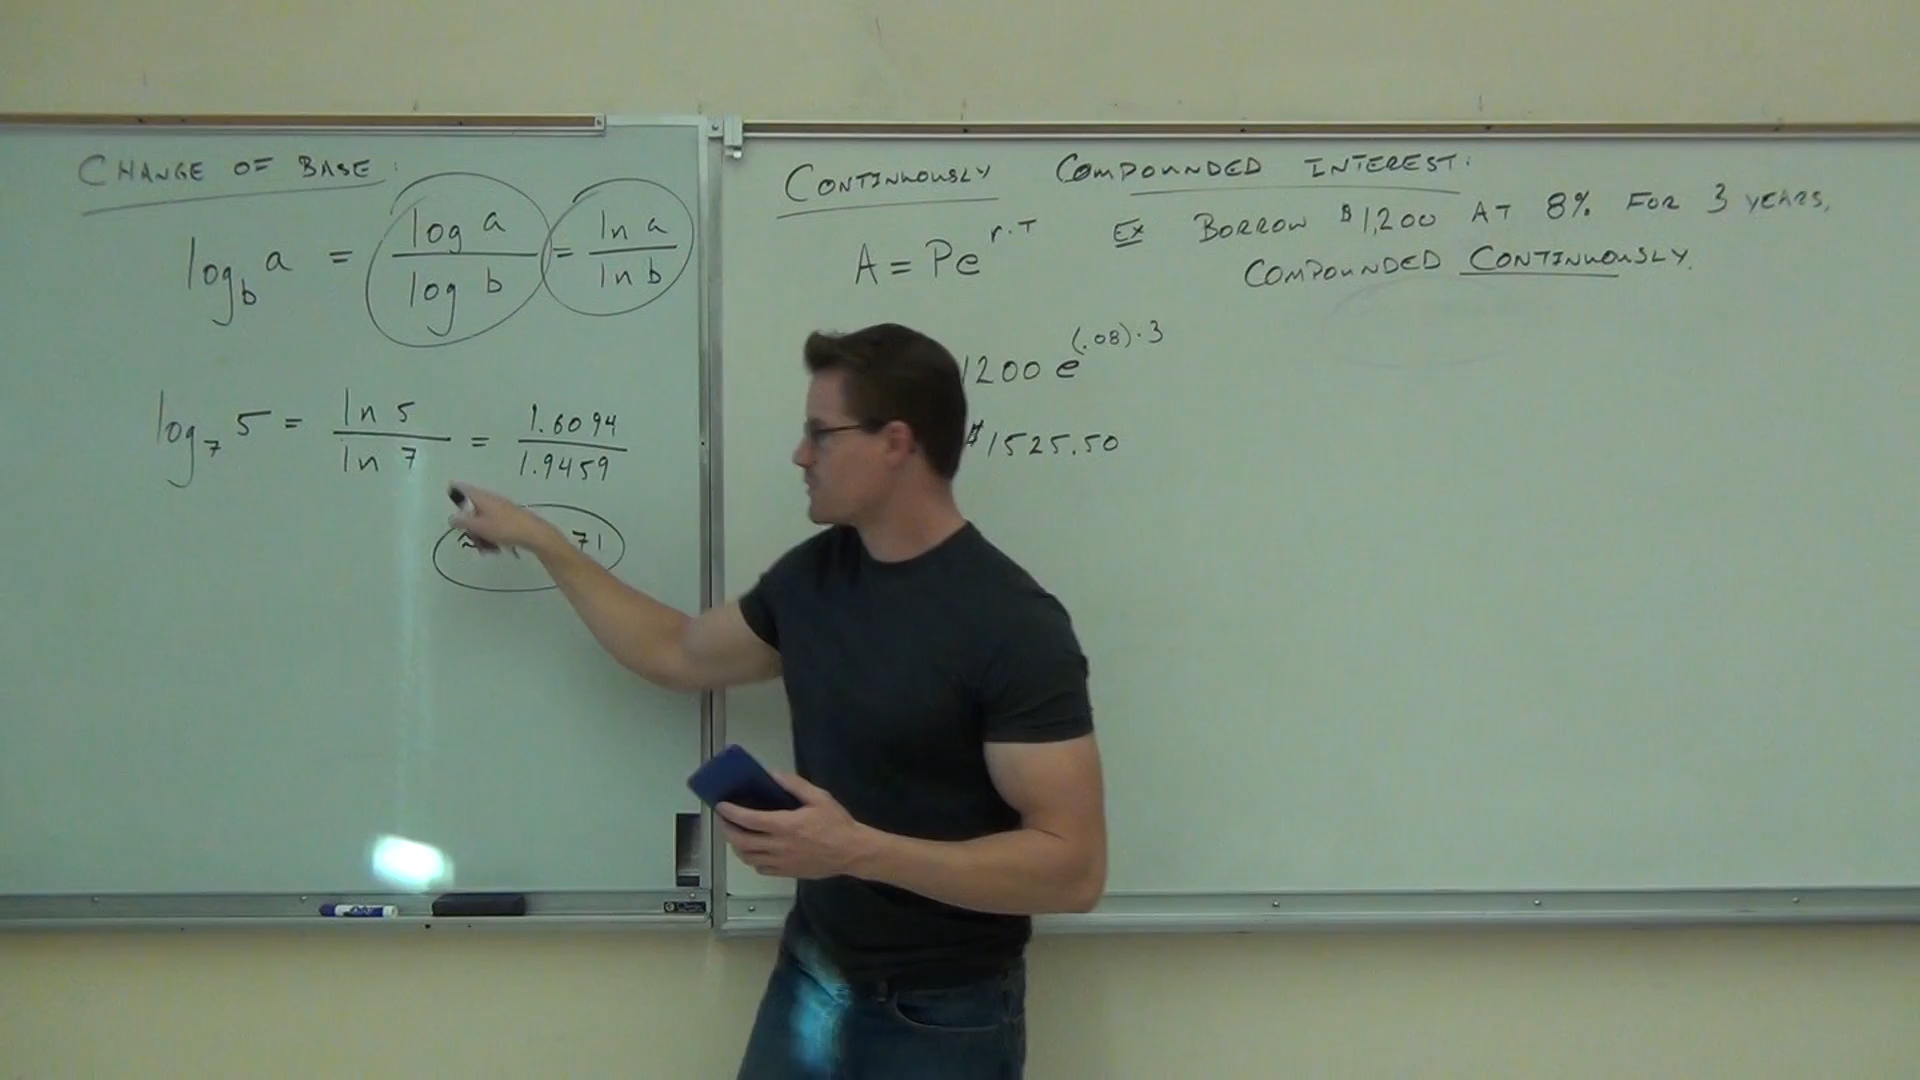 CHANGE OF BASE:
log_b a = log a / log b = ln a / ln b
log_7 5 = ln 5 / ln 7 = 1.6094 / 1.9459
≈ 71
CONTINUOUSLY COMPOUNDED INTEREST:
A = Pe^(r·T)
EX BORROW $1,200 AT 8% FOR 3 YEARS,
COMPOUNDED CONTINUOUSLY.
1200 e^((.08)·3)
$1525.50